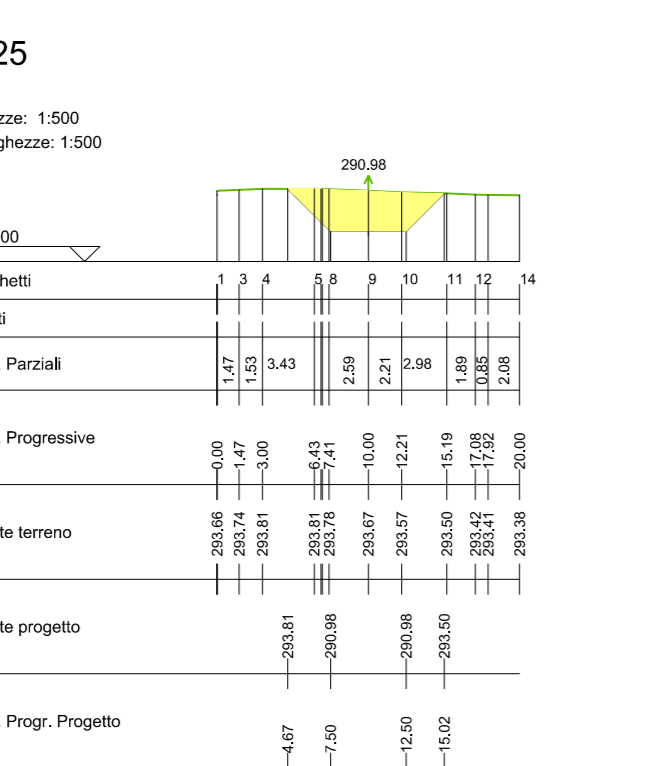 25
zze: 1:500
ghezze: 1:500
290.98
00
hetti 1 3 4 5 8 9 10 11 12 14
ti
. Parziali 1.47 1.53 3.43 2.59 2.21 2.98 1.89 0.85 2.08
. Progressive 0.00 1.47 3.00 6.43 7.41 10.00 12.21 15.19 17.08 17.92 20.00
te terreno 293.66 293.74 293.81 293.81 293.78 293.67 293.57 293.50 293.42 293.41 293.38
te progetto 293.81 290.98 290.98 293.50
. Progr. Progetto 4.67 7.50 12.50 15.02